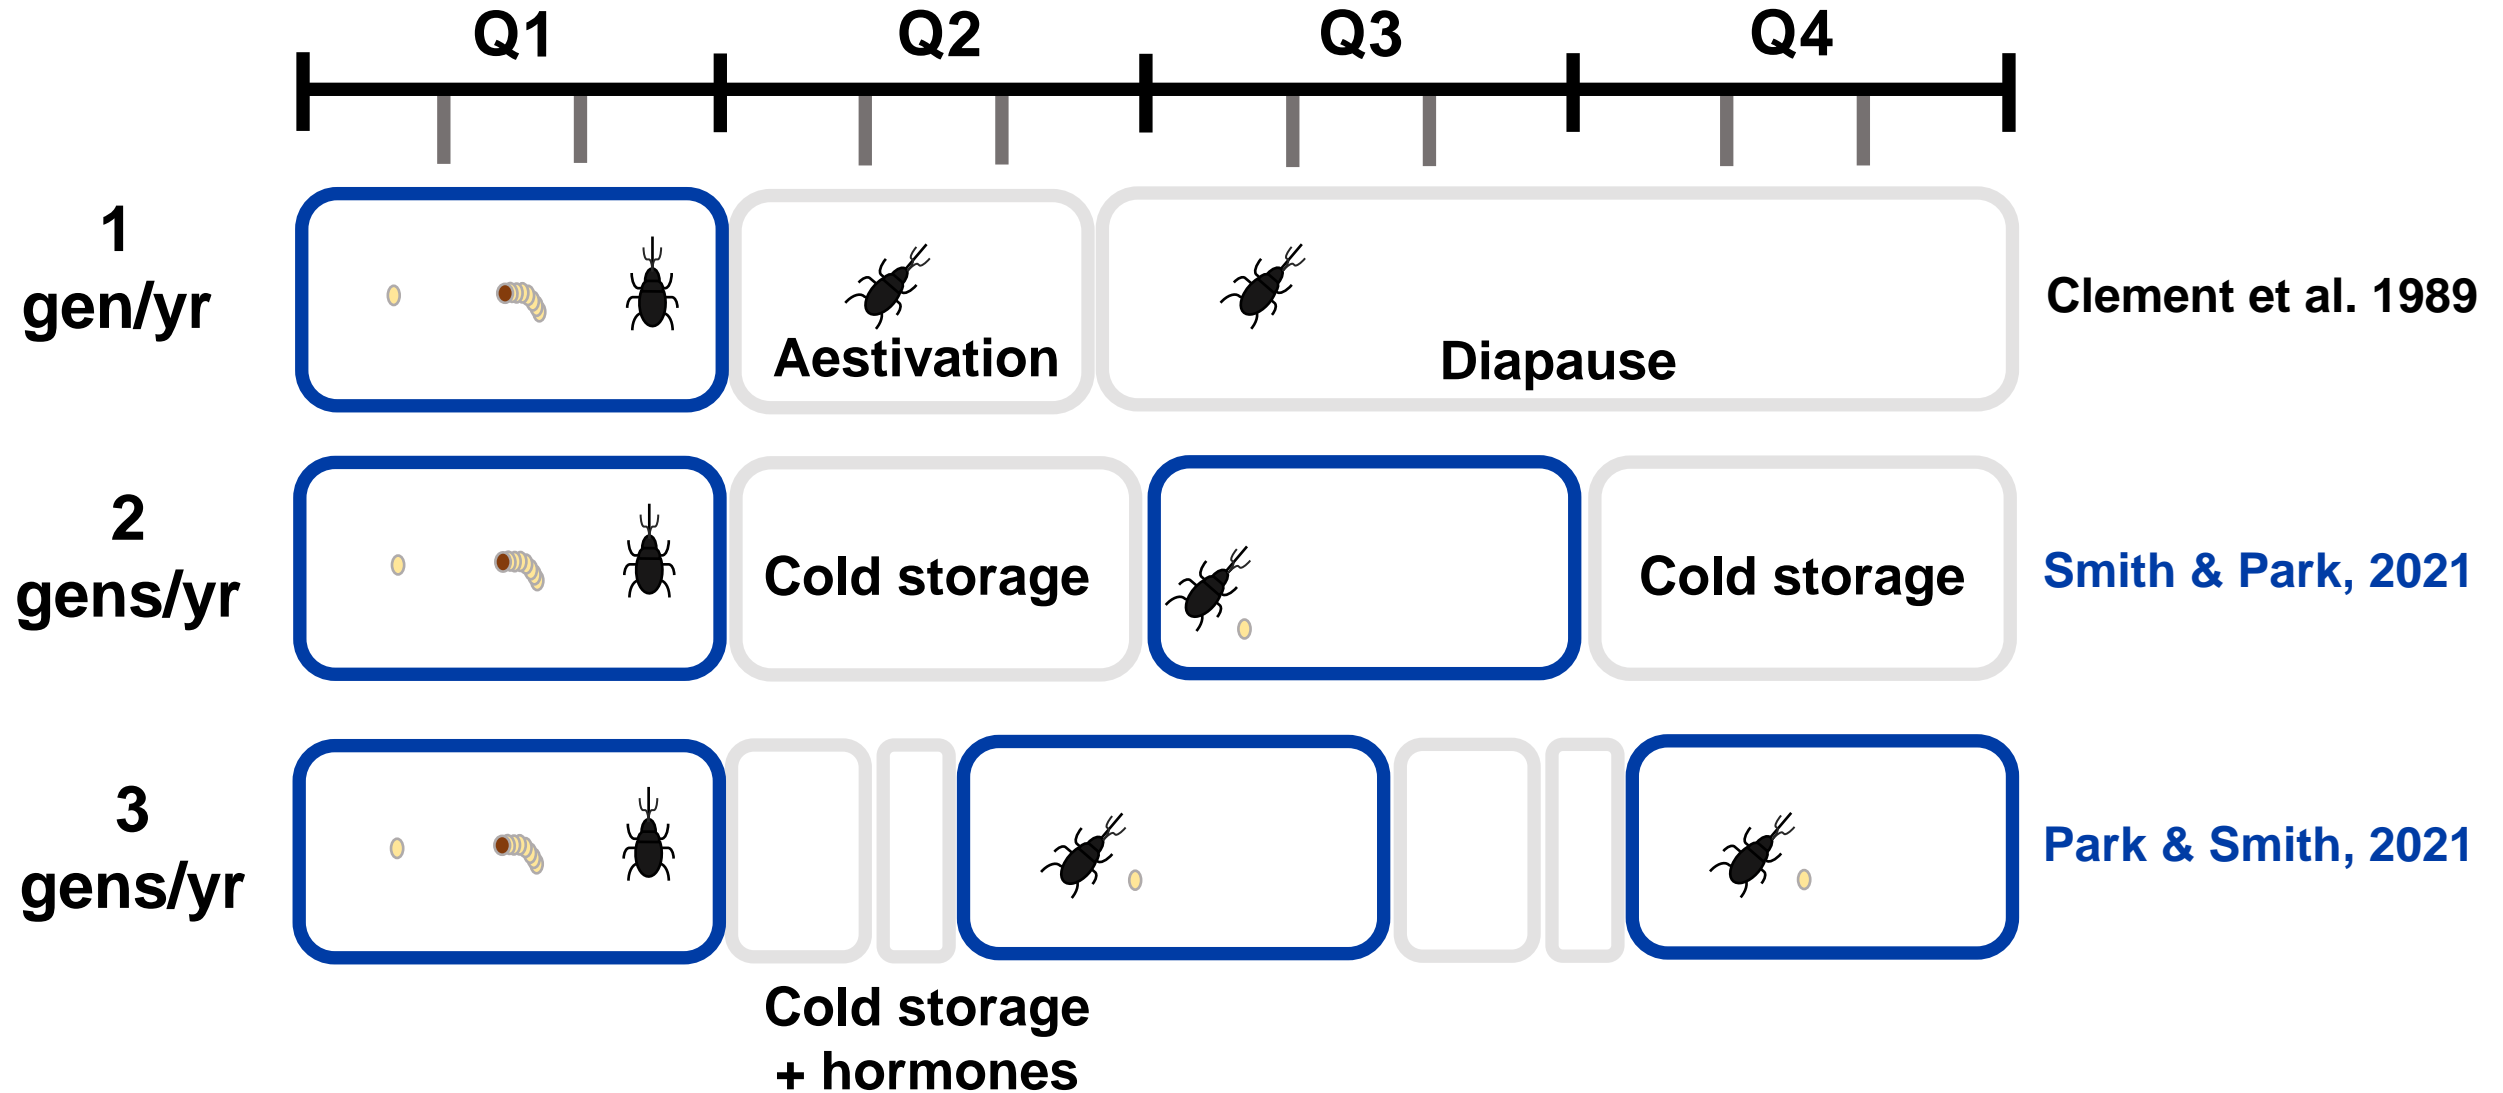 Q1 Q2 Q3 Q4
1
gen/yr
Aestivation
Diapause
Clement et al. 1989
2
gens/yr
Cold storage
Cold storage
Smith & Park, 2021
3
gens/yr
Park & Smith, 2021
Cold storage
+ hormones